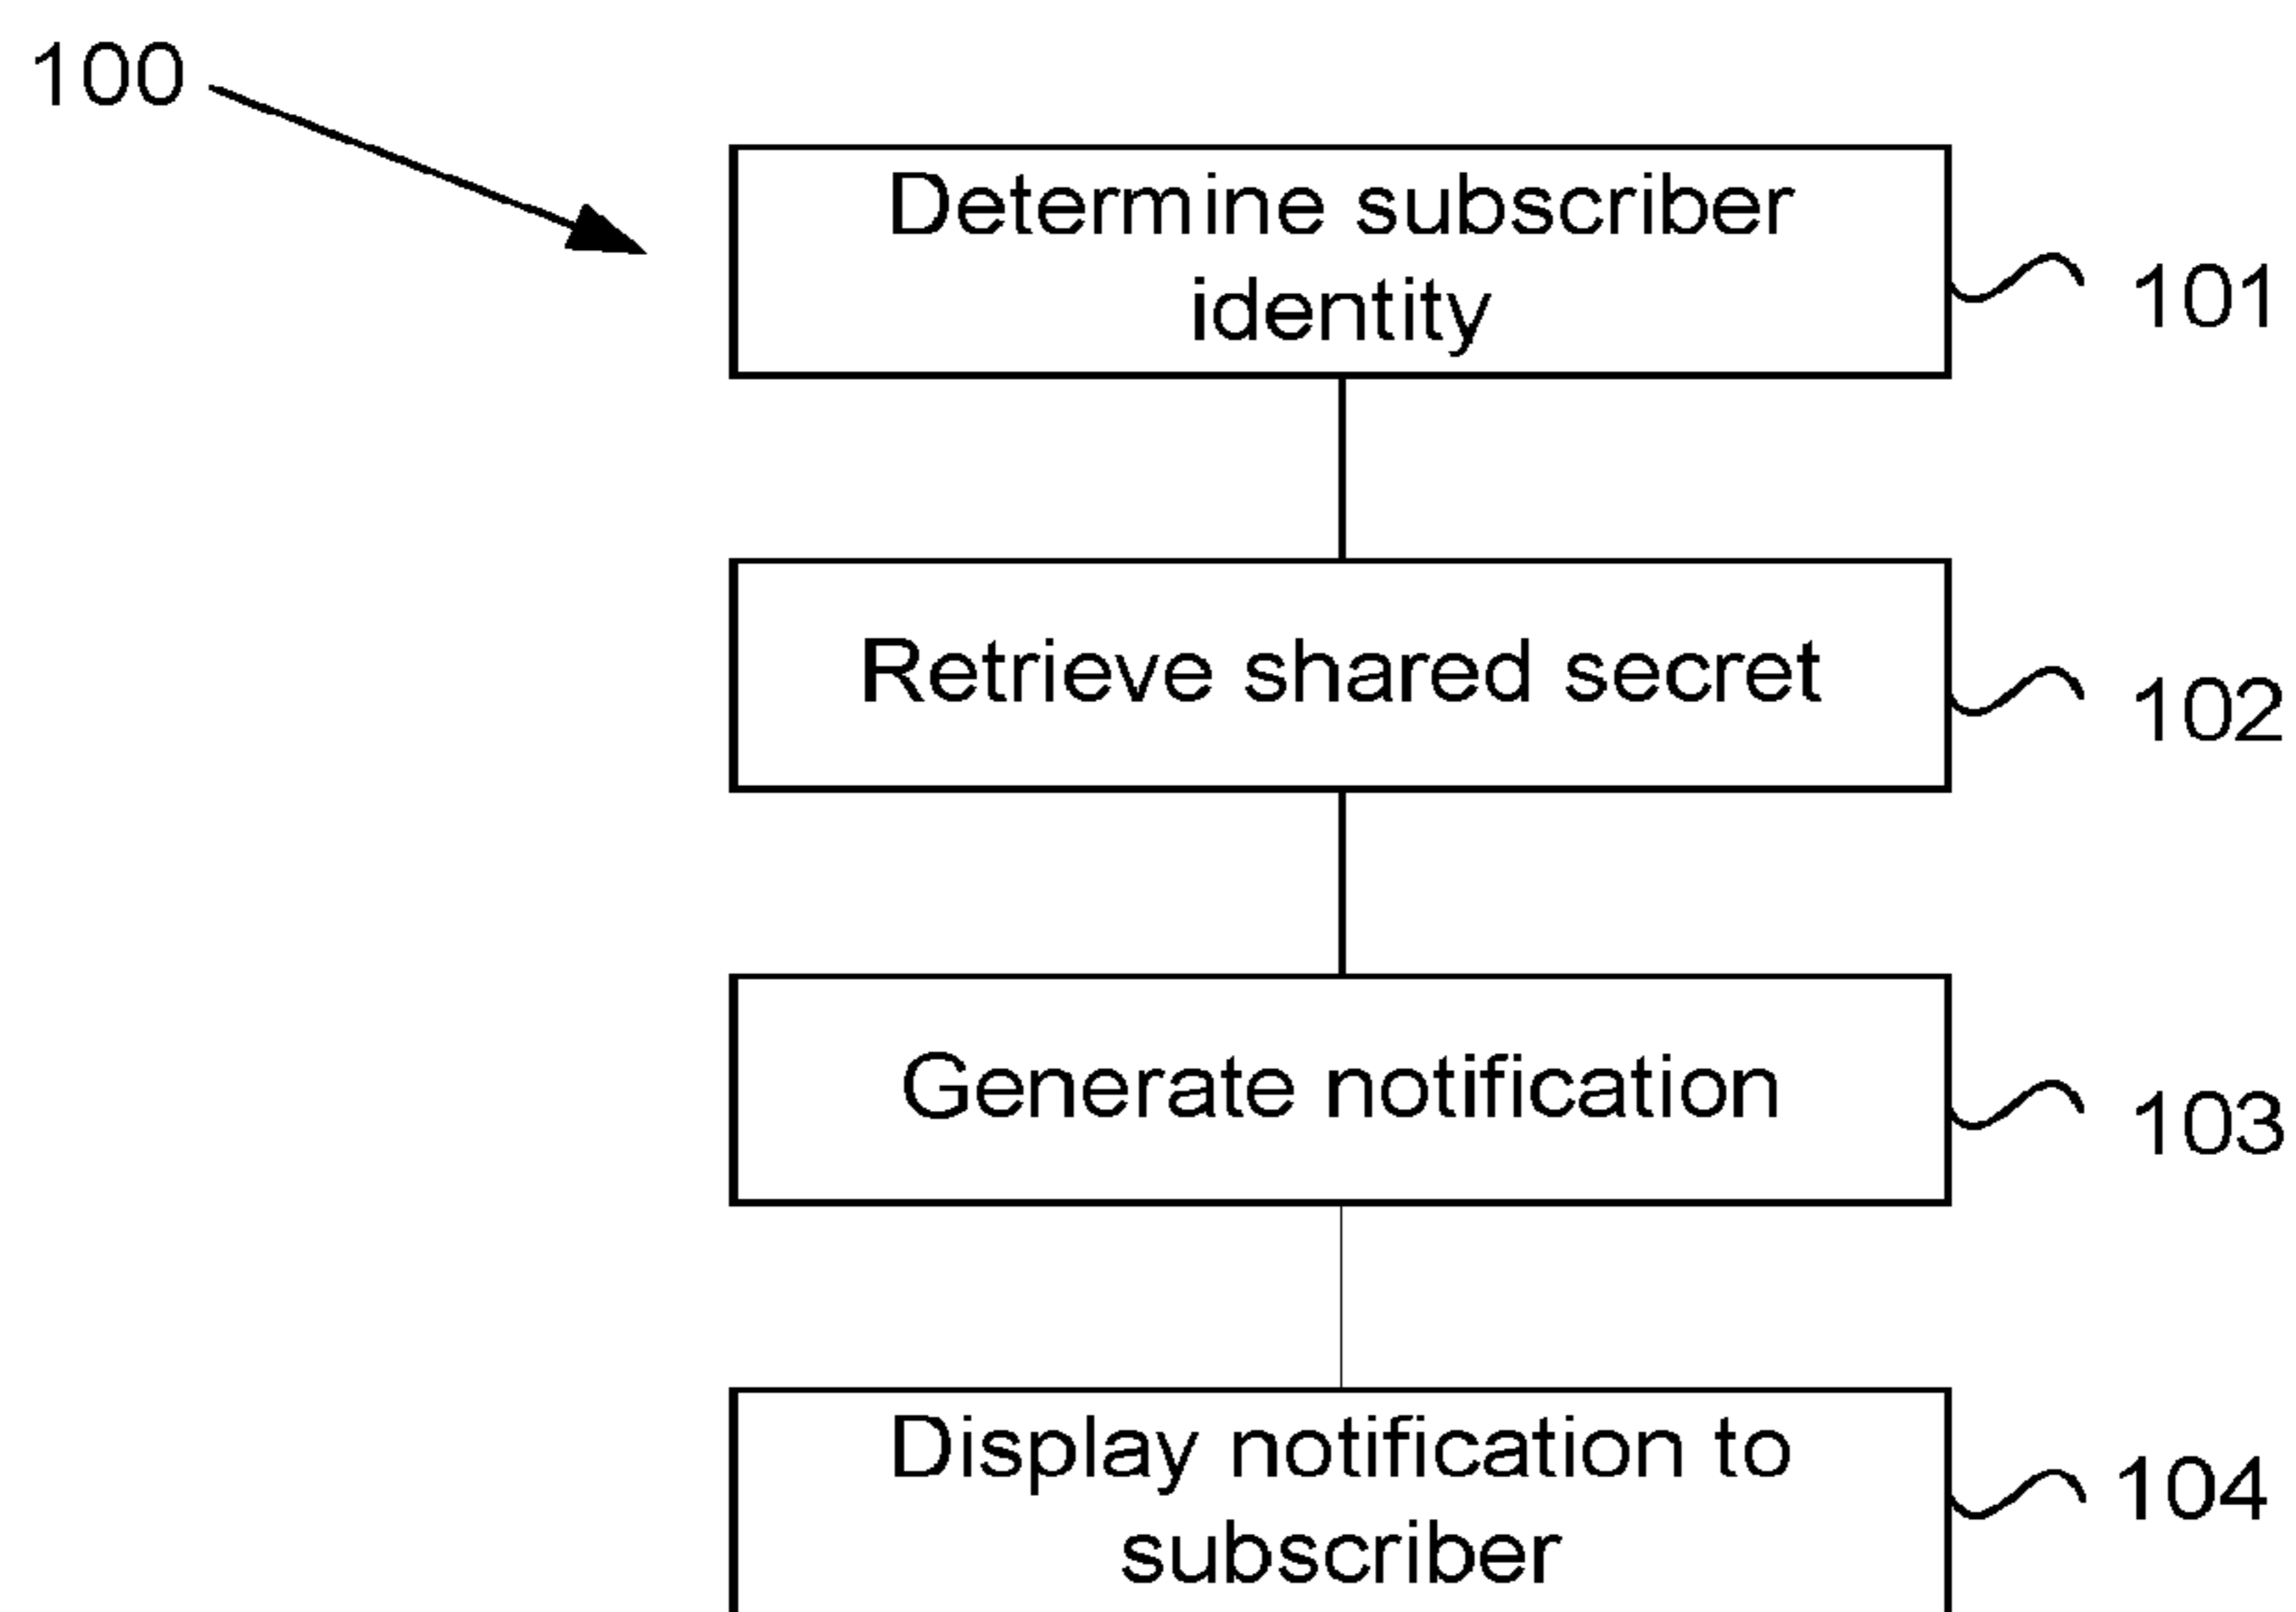 100
Determine subscriber
identity
101
Retrieve shared secret
102
Generate notification
103
Display notification to
subscriber
104